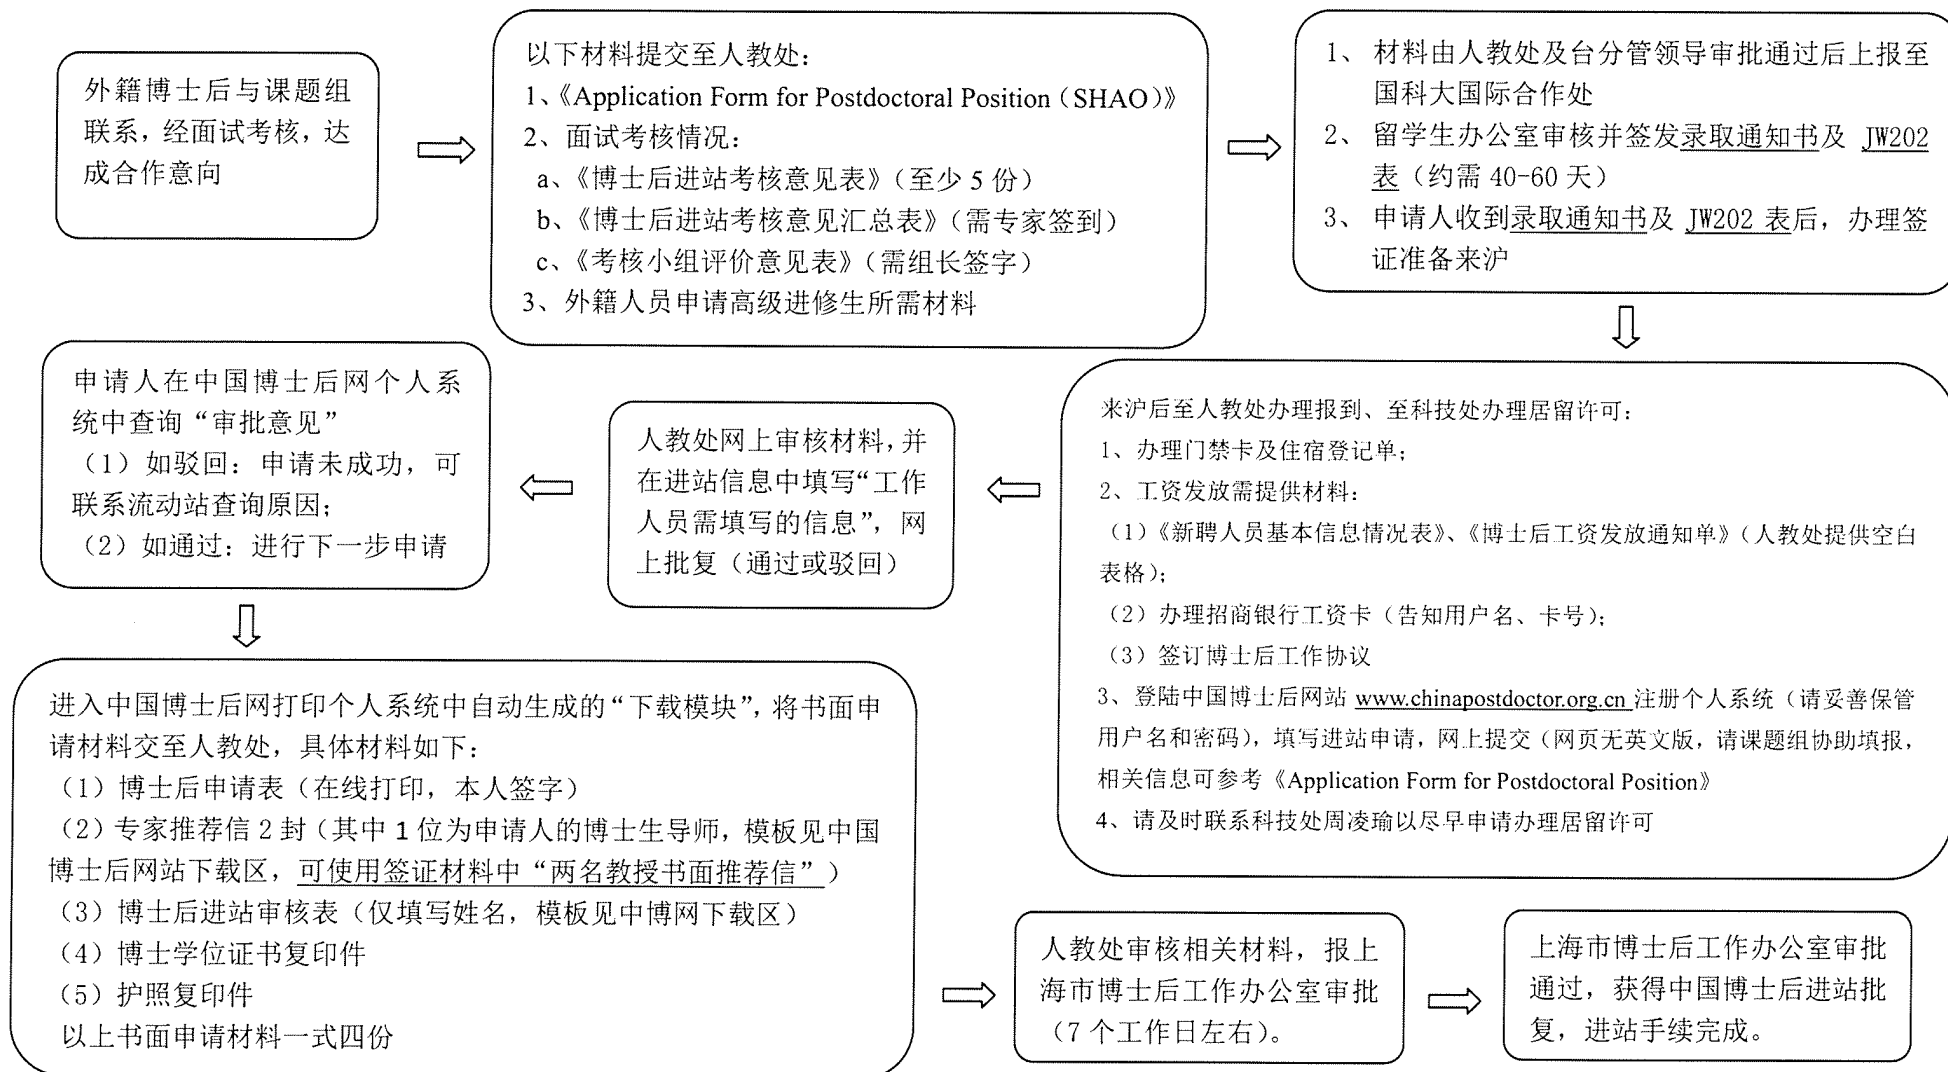 外籍博士后与课题组
联系，经面试考核，达
成合作意向
以下材料提交至人教处：
1、《Application Form for Postdoctoral Position（SHAO）》
2、面试考核情况：
a、《博士后进站考核意见表》（至少 5 份）
b、《博士后进站考核意见汇总表》（需专家签到）
c、《考核小组评价意见表》（需组长签字）
3、外籍人员申请高级进修生所需材料
1、 材料由人教处及台分管领导审批通过后上报至
国科大国际合作处
2、 留学生办公室审核并签发录取通知书及 JW202
表（约需 40-60 天）
3、 申请人收到录取通知书及 JW202 表后，办理签
证准备来沪
来沪后至人教处办理报到、至科技处办理居留许可：
1、办理门禁卡及住宿登记单；
2、工资发放需提供材料：
（1）《新聘人员基本信息情况表》、《博士后工资发放通知单》（人教处提供空白
表格）；
（2）办理招商银行工资卡（告知用户名、卡号）；
（3）签订博士后工作协议
3、登陆中国博士后网站 www.chinapostdoctor.org.cn 注册个人系统（请妥善保管
用户名和密码），填写进站申请，网上提交（网页无英文版，请课题组协助填报，
相关信息可参考《Application Form for Postdoctoral Position》
4、请及时联系科技处周凌瑜以尽早申请办理居留许可
人教处网上审核材料，并
在进站信息中填写“工作
人员需填写的信息”，网
上批复（通过或驳回）
申请人在中国博士后网个人系
统中查询“审批意见”
（1）如驳回：申请未成功，可
联系流动站查询原因；
（2）如通过：进行下一步申请
进入中国博士后网打印个人系统中自动生成的“下载模块”，将书面申
请材料交至人教处，具体材料如下：
（1）博士后申请表（在线打印，本人签字）
（2）专家推荐信 2 封（其中 1 位为申请人的博士生导师，模板见中国
博士后网站下载区，可使用签证材料中“两名教授书面推荐信”）
（3）博士后进站审核表（仅填写姓名，模板见中博网下载区）
（4）博士学位证书复印件
（5）护照复印件
以上书面申请材料一式四份
人教处审核相关材料，报上
海市博士后工作办公室审批
（7 个工作日左右）。
上海市博士后工作办公室审批
通过，获得中国博士后进站批
复，进站手续完成。